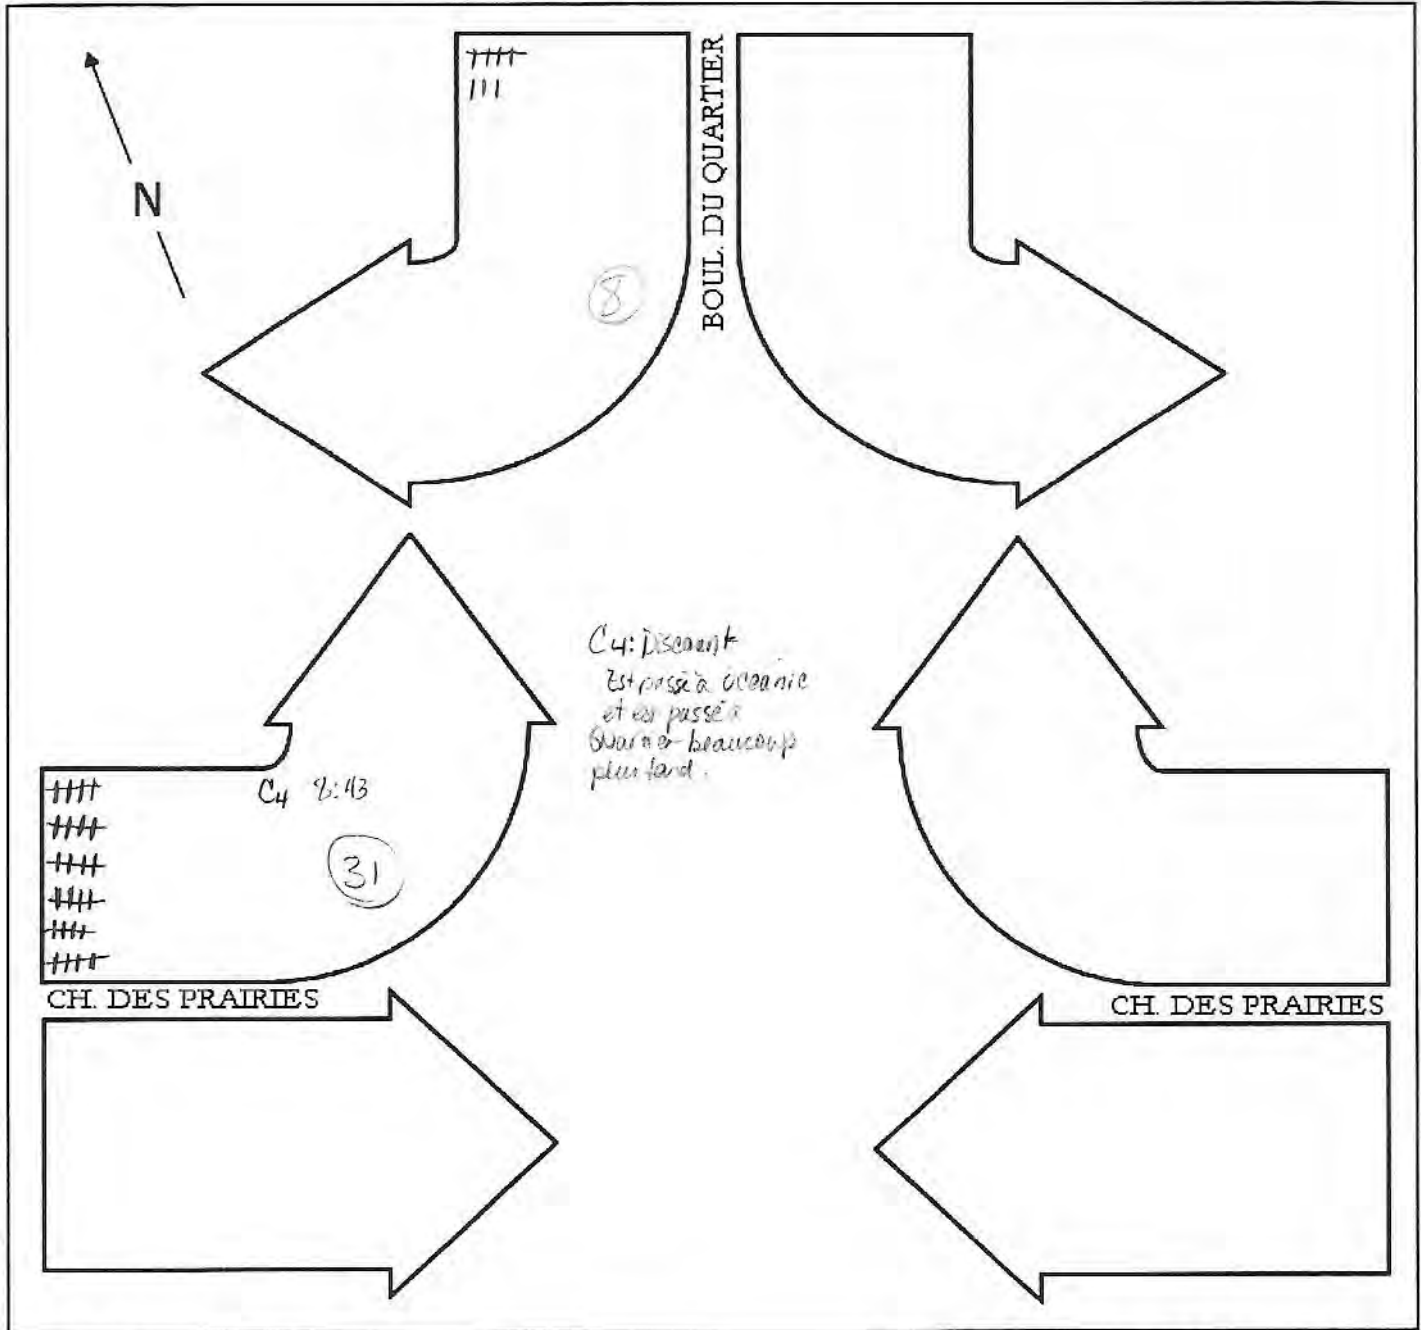 N
BOUL. DU QUARTIER
8
C4: Discount
Est passé à océanie
et est passé à
Quartier beaucoup
plus tard.
C4 8:43
31
CH. DES PRAIRIES
CH. DES PRAIRIES